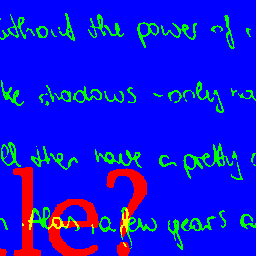 without the power of
ke shadows - only
ll then have a pretty
Alas, a few years
le?